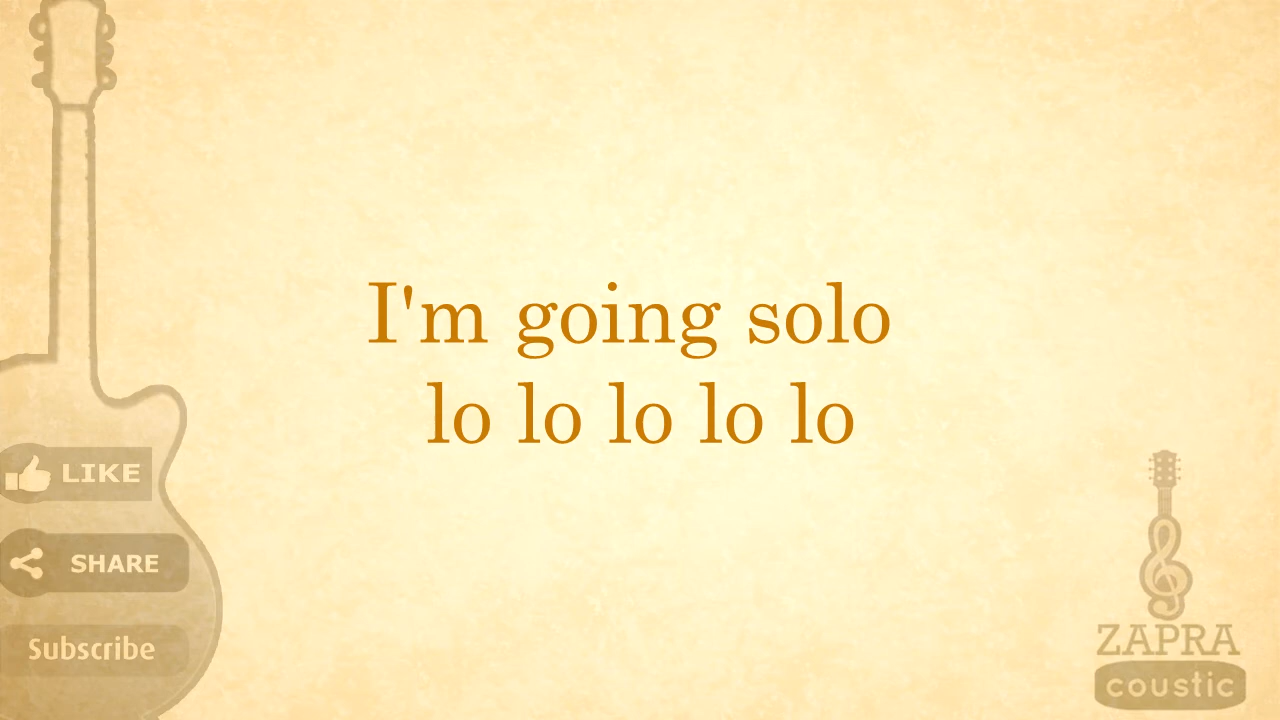 I'm going solo
lo lo lo lo lo
LIKE
SHARE
Subscribe
ZAPRA
coustic